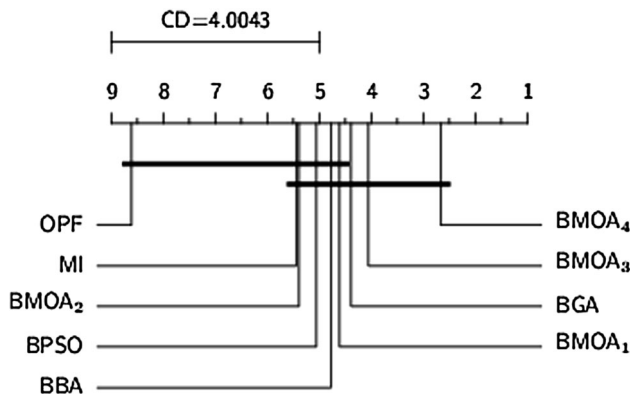 CD=4.0043
9 8 7 6 5 4 3 2 1
OPF BMOA₄
MI BMOA₃
BMOA₂ BGA
BPSO BMOA₁
BBA